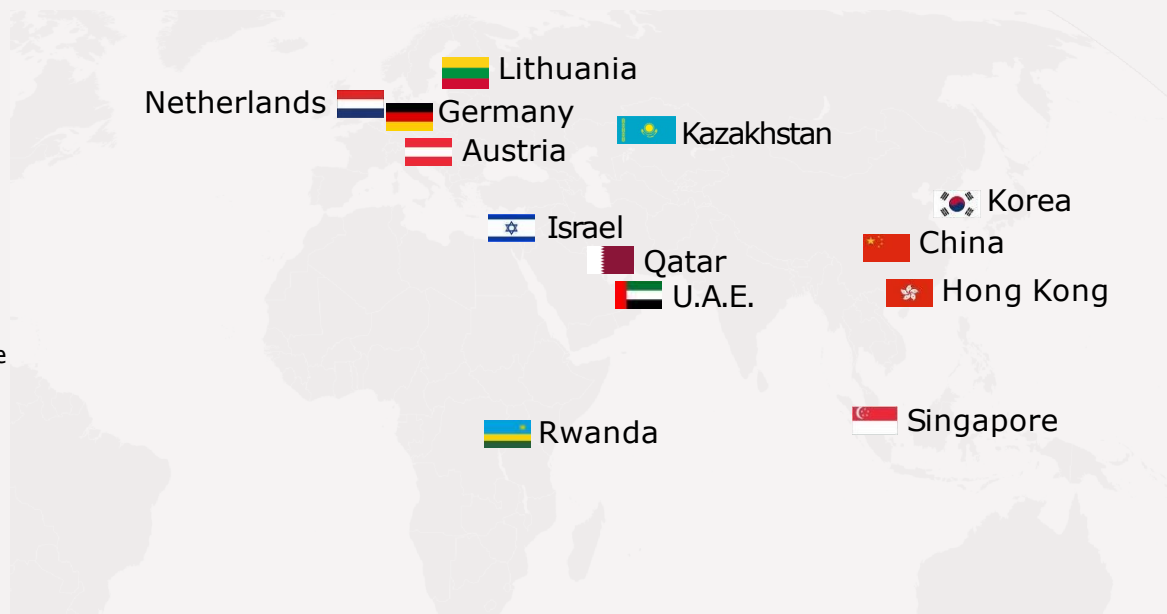 Lithuania
Netherlands
Germany
Kazakhstan
Austria
Korea
Israel
China
Qatar
U.A.E.
Hong Kong
e
Singapore
Rwanda